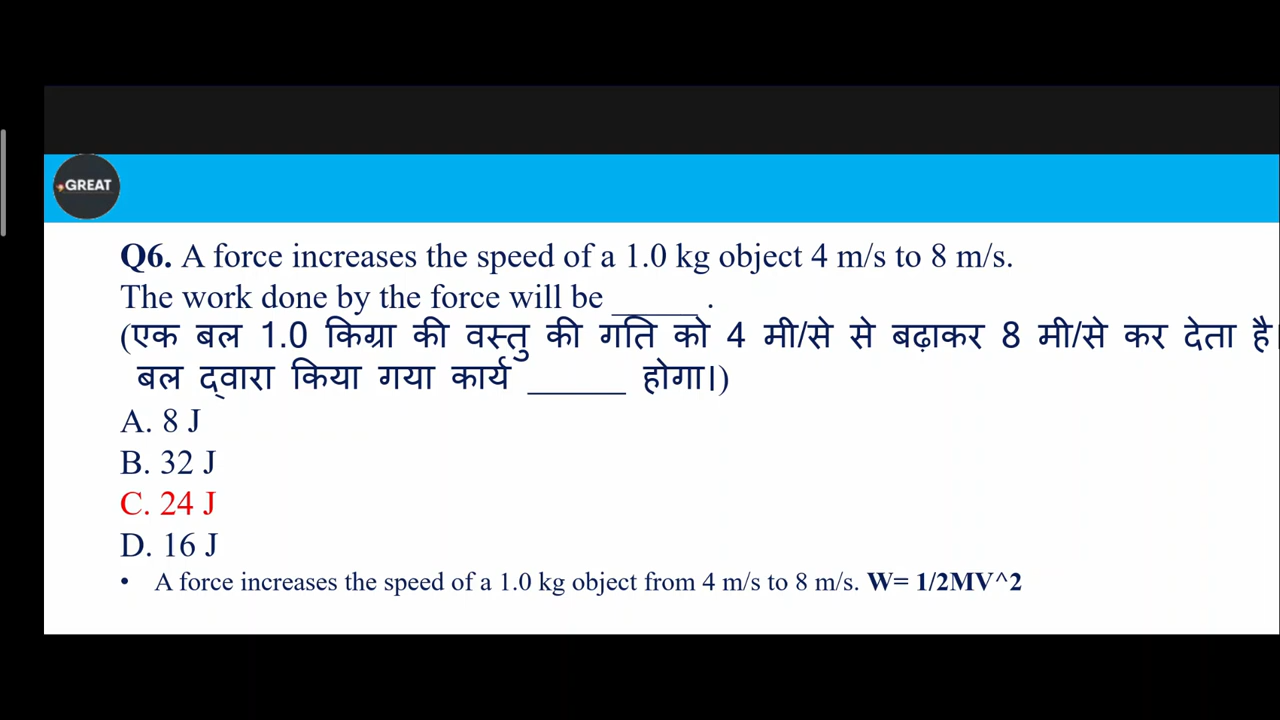 GREAT
Q6. A force increases the speed of a 1.0 kg object 4 m/s to 8 m/s.
The work done by the force will be _____ .
(एक बल 1.0 किग्रा की वस्तु की गति को 4 मी/से से बढ़ाकर 8 मी/से कर देता है
बल द्वारा किया गया कार्य ______ होगा।)
A. 8 J
B. 32 J
C. 24 J
D. 16 J
• A force increases the speed of a 1.0 kg object from 4 m/s to 8 m/s. W= 1/2MV^2